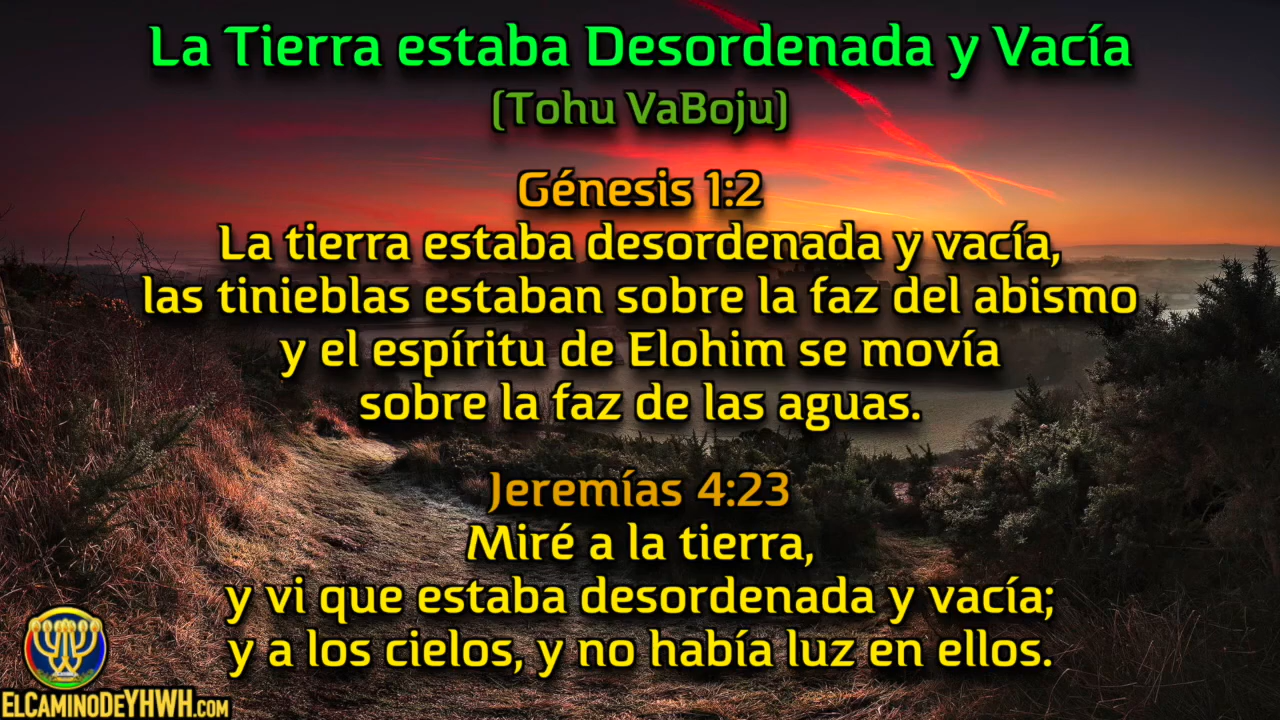 La Tierra estaba Desordenada y Vacía
(Tohu VaBoju)
Génesis 1:2
La tierra estaba desordenada y vacía,
las tinieblas estaban sobre la faz del abismo
y el espíritu de Elohim se movía
sobre la faz de las aguas.
Jeremías 4:23
Miré a la tierra,
y vi que estaba desordenada y vacía;
y a los cielos, y no había luz en ellos.
ELCAMINODEYHWH.com